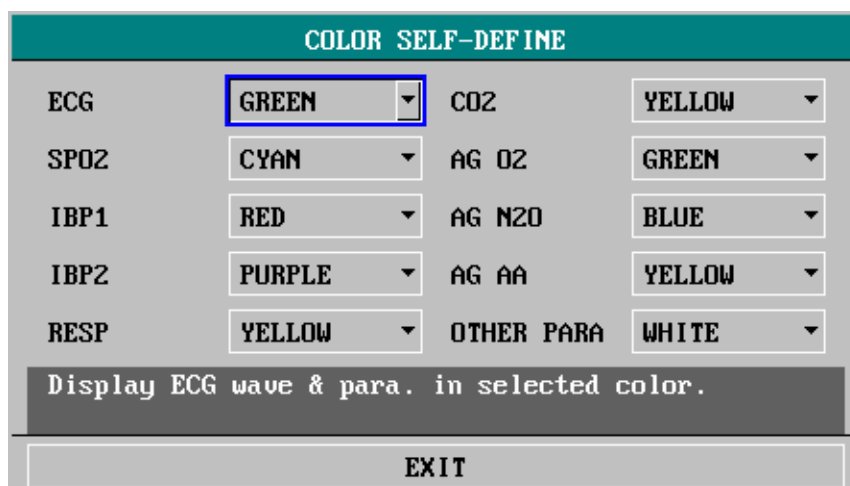 COLOR SELF-DEFINE
ECG GREEN CO2 YELLOW
SPO2 CYAN AG O2 GREEN
IBP1 RED AG N2O BLUE
IBP2 PURPLE AG AA YELLOW
RESP YELLOW OTHER PARA WHITE
Display ECG wave & para. in selected color.
EXIT